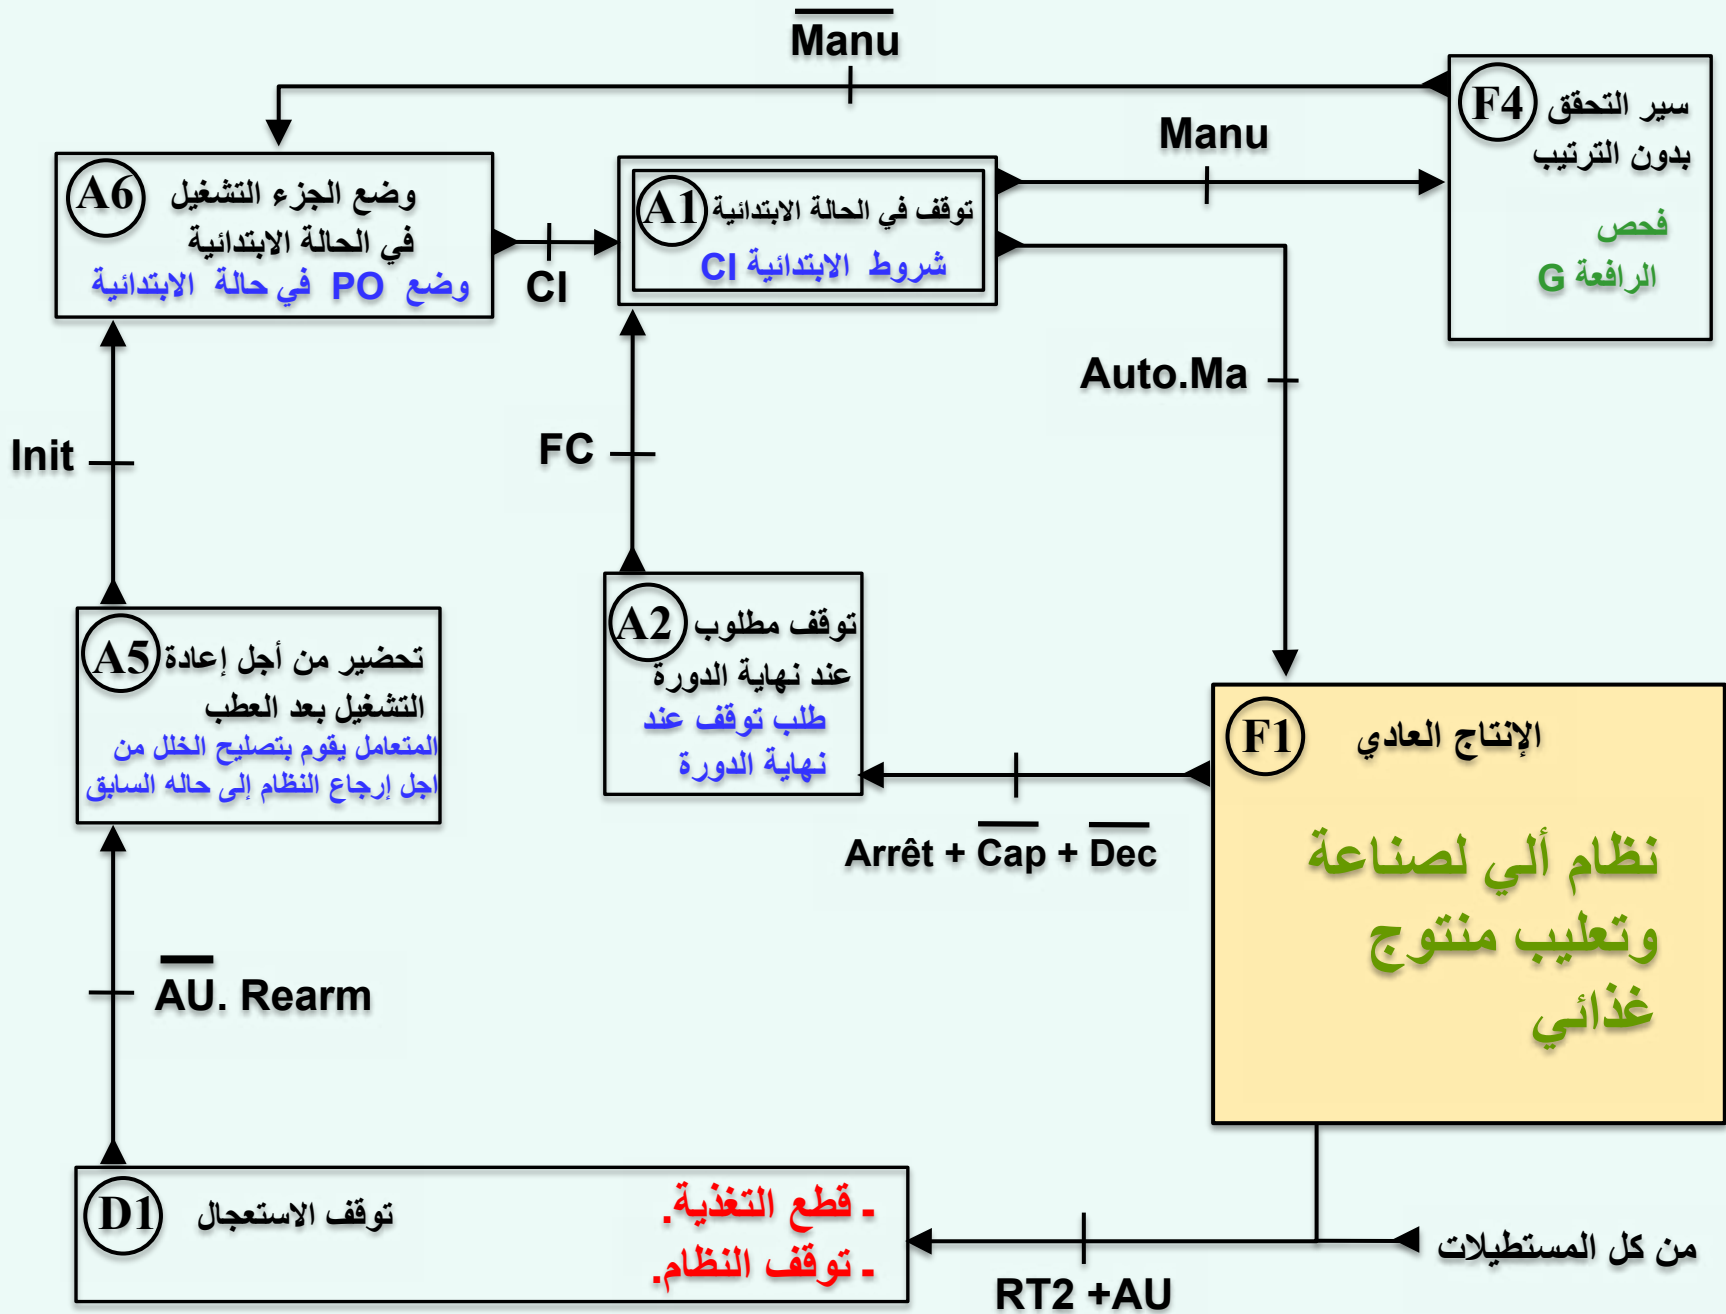 M̅a̅n̅u̅
F4 سير التحقق
بدون الترتيب
فحص
الرافعة G
Manu
A6 وضع الجزء التشغيل
في الحالة الابتدائية
وضع PO في حالة الابتدائية
CI
A1 توقف في الحالة الابتدائية
شروط الابتدائية CI
Auto.Ma
Init
FC
A5 تحضير من أجل إعادة
التشغيل بعد العطب
المتعامل يقوم بتصليح الخلل من
اجل إرجاع النظام إلى حاله السابق
A2 توقف مطلوب
عند نهاية الدورة
طلب توقف عند
نهاية الدورة
F1 الإنتاج العادي
نظام ألي لصناعة
وتعليب منتوج
غذائي
Arrêt + C̅a̅p̅ + D̅e̅c̅
A̅U̅. Rearm
D1 توقف الاستعجال
- قطع التغذية.
- توقف النظام.
من كل المستطيلات
RT2 +AU